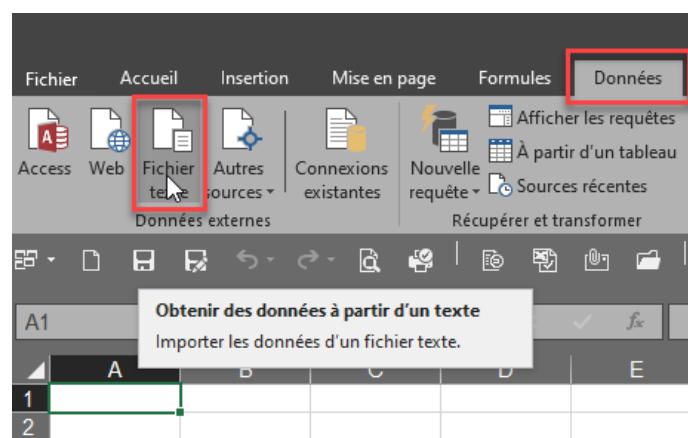 Fichier Accueil Insertion Mise en page Formules Données
Access Web Fichier texte Autres sources Connexions existantes Nouvelle requête
Afficher les requêtes
À partir d'un tableau
Sources récentes
Données externes Récupérer et transformer
A1 fx
Obtenir des données à partir d'un texte
Importer les données d'un fichier texte.
A B C D E
1
2